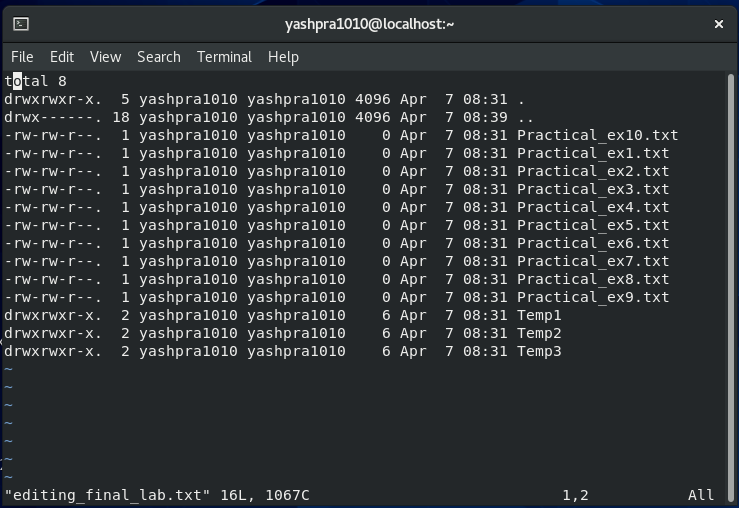 yashpra1010@localhost:~
File Edit View Search Terminal Help
total 8
drwxrwxr-x.  5 yashpra1010 yashpra1010 4096 Apr  7 08:31 .
drwx------. 18 yashpra1010 yashpra1010 4096 Apr  7 08:39 ..
-rw-rw-r--.  1 yashpra1010 yashpra1010    0 Apr  7 08:31 Practical_ex10.txt
-rw-rw-r--.  1 yashpra1010 yashpra1010    0 Apr  7 08:31 Practical_ex1.txt
-rw-rw-r--.  1 yashpra1010 yashpra1010    0 Apr  7 08:31 Practical_ex2.txt
-rw-rw-r--.  1 yashpra1010 yashpra1010    0 Apr  7 08:31 Practical_ex3.txt
-rw-rw-r--.  1 yashpra1010 yashpra1010    0 Apr  7 08:31 Practical_ex4.txt
-rw-rw-r--.  1 yashpra1010 yashpra1010    0 Apr  7 08:31 Practical_ex5.txt
-rw-rw-r--.  1 yashpra1010 yashpra1010    0 Apr  7 08:31 Practical_ex6.txt
-rw-rw-r--.  1 yashpra1010 yashpra1010    0 Apr  7 08:31 Practical_ex7.txt
-rw-rw-r--.  1 yashpra1010 yashpra1010    0 Apr  7 08:31 Practical_ex8.txt
-rw-rw-r--.  1 yashpra1010 yashpra1010    0 Apr  7 08:31 Practical_ex9.txt
drwxrwxr-x.  2 yashpra1010 yashpra1010    6 Apr  7 08:31 Temp1
drwxrwxr-x.  2 yashpra1010 yashpra1010    6 Apr  7 08:31 Temp2
drwxrwxr-x.  2 yashpra1010 yashpra1010    6 Apr  7 08:31 Temp3
~
~
~
~
~
~
~
"editing_final_lab.txt" 16L, 1067C 1,2 All